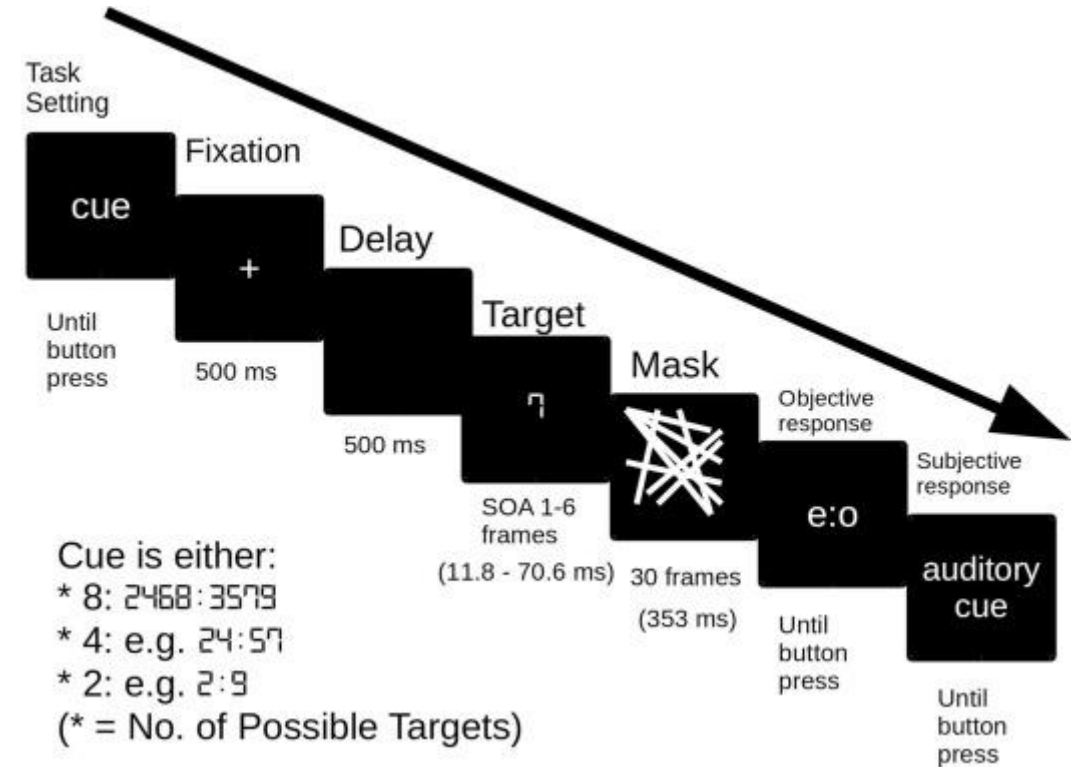 Task
Setting
cue
Until
button
press
Fixation
+
500 ms
Delay
500 ms
Target
7
SOA 1-6
frames
(11.8 - 70.6 ms)
Mask
30 frames
(353 ms)
Objective
response
e:o
Until
button
press
Subjective
response
auditory
cue
Until
button
press
Cue is either:
* 8: 2468:3579
* 4: e.g. 24:57
* 2: e.g. 2:9
(* = No. of Possible Targets)